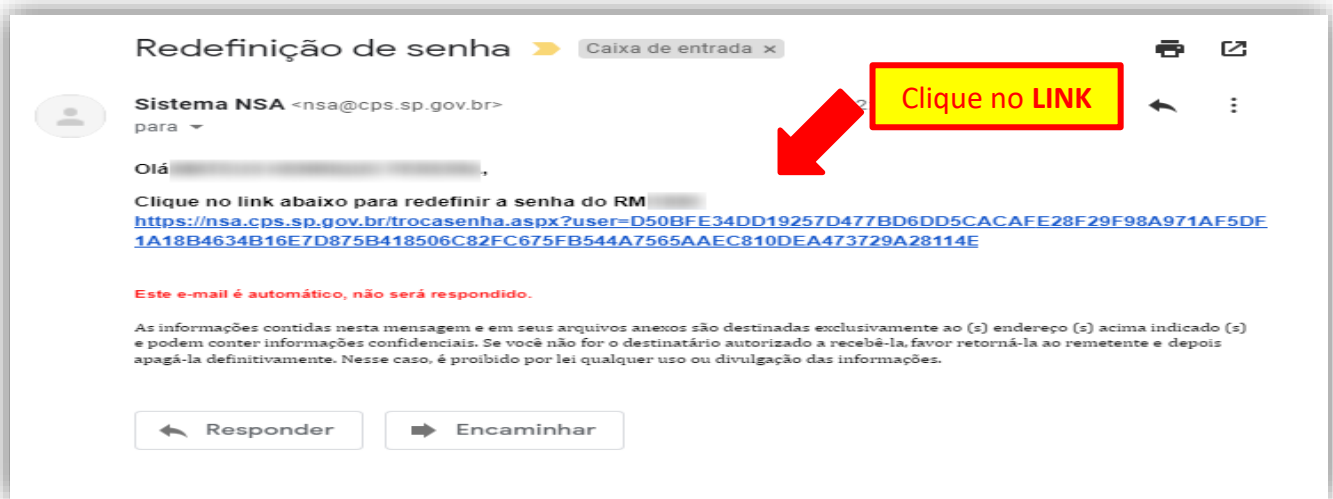 Redefinição de senha Caixa de entrada x
Sistema NSA <nsa@cps.sp.gov.br>
Clique no LINK
para
Olá ,
Clique no link abaixo para redefinir a senha do RM
https://nsa.cps.sp.gov.br/trocasenha.aspx?user=D50BFE34DD19257D477BD6DD5CACAFE28F29F98A971AF5DF
1A18B4634B16E7D875B418506C82FC675FB544A7565AAEC810DEA473729A28114E
Este e-mail é automático, não será respondido.
As informações contidas nesta mensagem e em seus arquivos anexos são destinadas exclusivamente ao (s) endereço (s) acima indicado (s)
e podem conter informações confidenciais. Se você não for o destinatário autorizado a recebê-la, favor retorná-la ao remetente e depois
apagá-la definitivamente. Nesse caso, é proibido por lei qualquer uso ou divulgação das informações.
Responder
Encaminhar